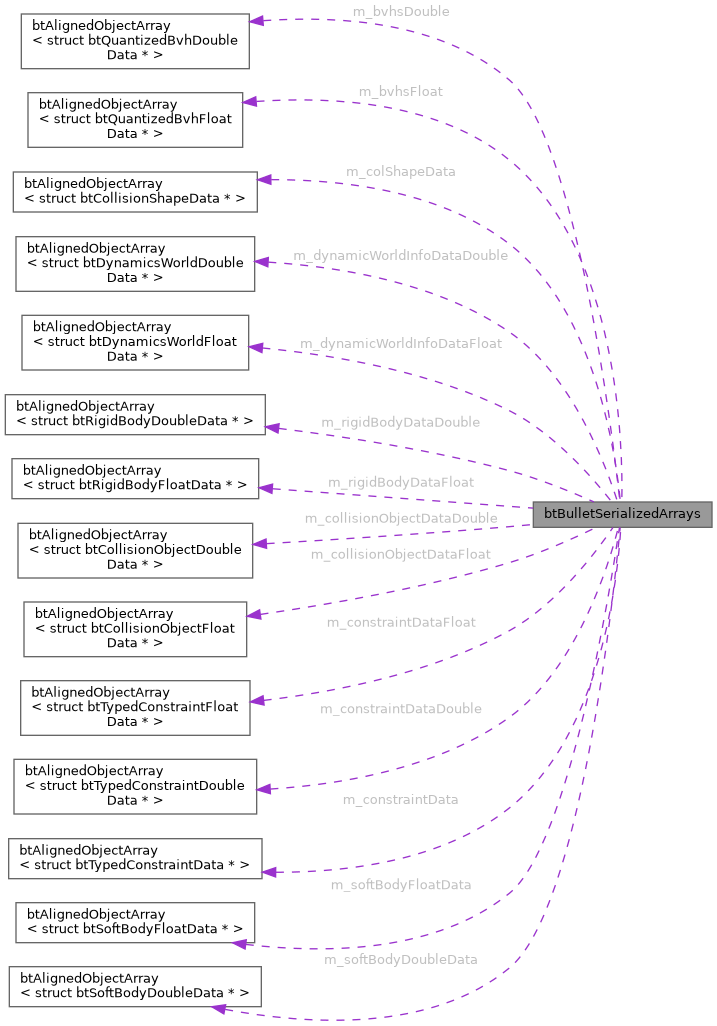 m_bvhsDouble
btAlignedObjectArray
< struct btQuantizedBvhDouble
Data * >
m_bvhsFloat
btAlignedObjectArray
< struct btQuantizedBvhFloat
Data * >
m_colShapeData
btAlignedObjectArray
< struct btCollisionShapeData * >
m_dynamicWorldInfoDataDouble
btAlignedObjectArray
< struct btDynamicsWorldDouble
Data * >
m_dynamicWorldInfoDataFloat
btAlignedObjectArray
< struct btDynamicsWorldFloat
Data * >
m_rigidBodyDataDouble
btAlignedObjectArray
< struct btRigidBodyDoubleData * >
m_rigidBodyDataFloat
btAlignedObjectArray
< struct btRigidBodyFloatData * >
btBulletSerializedArrays
m_collisionObjectDataDouble
btAlignedObjectArray
< struct btCollisionObjectDouble
Data * >
m_collisionObjectDataFloat
btAlignedObjectArray
< struct btCollisionObjectFloat
Data * >
m_constraintDataFloat
btAlignedObjectArray
< struct btTypedConstraintFloat
Data * >
m_constraintDataDouble
btAlignedObjectArray
< struct btTypedConstraintDouble
Data * >
m_constraintData
btAlignedObjectArray
< struct btTypedConstraintData * >
m_softBodyFloatData
btAlignedObjectArray
< struct btSoftBodyFloatData * >
m_softBodyDoubleData
btAlignedObjectArray
< struct btSoftBodyDoubleData * >